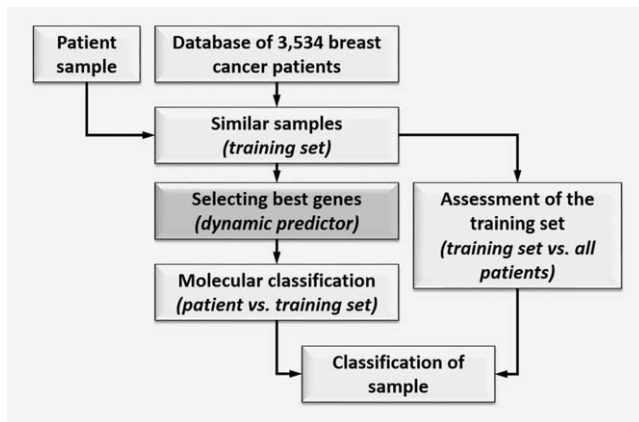 Patient
sample
Database of 3,534 breast
cancer patients
Similar samples
(training set)
Selecting best genes
(dynamic predictor)
Assessment of the
training set
(training set vs. all
patients)
Molecular classification
(patient vs. training set)
Classification of
sample